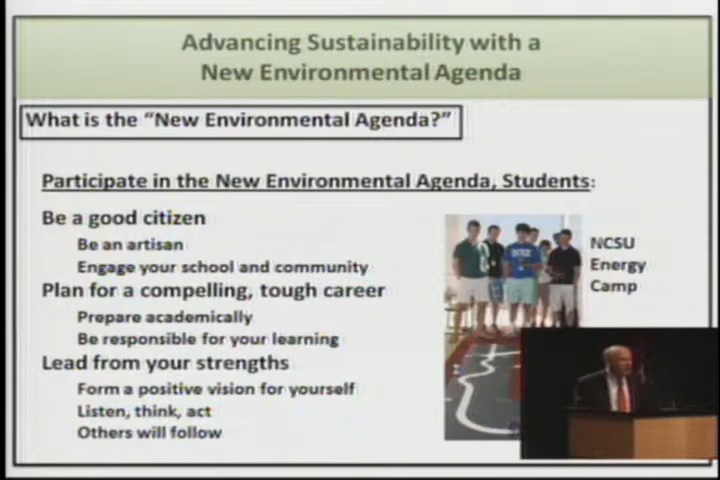 Advancing Sustainability with a
New Environmental Agenda
What is the “New Environmental Agenda?”
Participate in the New Environmental Agenda, Students:
Be a good citizen
Be an artisan
Engage your school and community
Plan for a compelling, tough career
Prepare academically
Be responsible for your learning
Lead from your strengths
Form a positive vision for yourself
Listen, think, act
Others will follow
NCSU
Energy
Camp